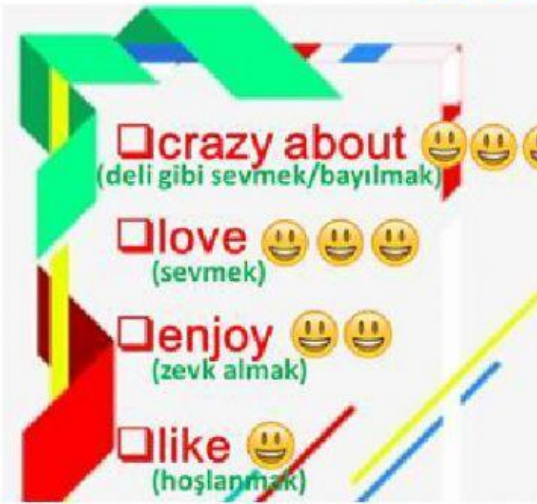 ❑crazy about 😃😃😃
(deli gibi sevmek/bayılmak)
❑love 😃😃😃
(sevmek)
❑enjoy 😃😃
(zevk almak)
❑like 😃
(hoşlanmak)